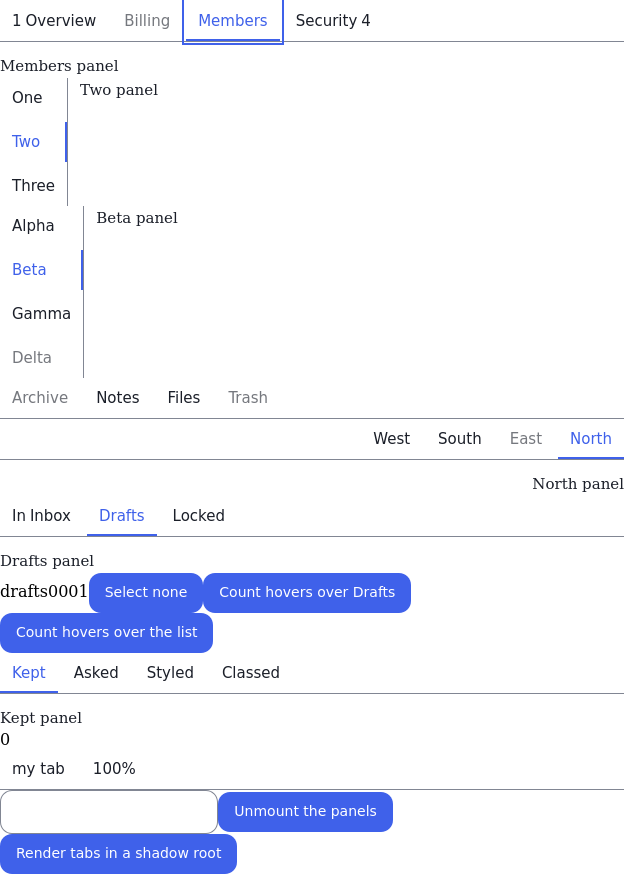 1 Overview Billing Members Security 4
Members panel
One Two panel
Two
Three
Alpha Beta panel
Beta
Gamma
Delta
Archive Notes Files Trash
West South East North
North panel
In Inbox Drafts Locked
Drafts panel
drafts0001 Select none Count hovers over Drafts
Count hovers over the list
Kept Asked Styled Classed
Kept panel
0
my tab 100%
Unmount the panels
Render tabs in a shadow root